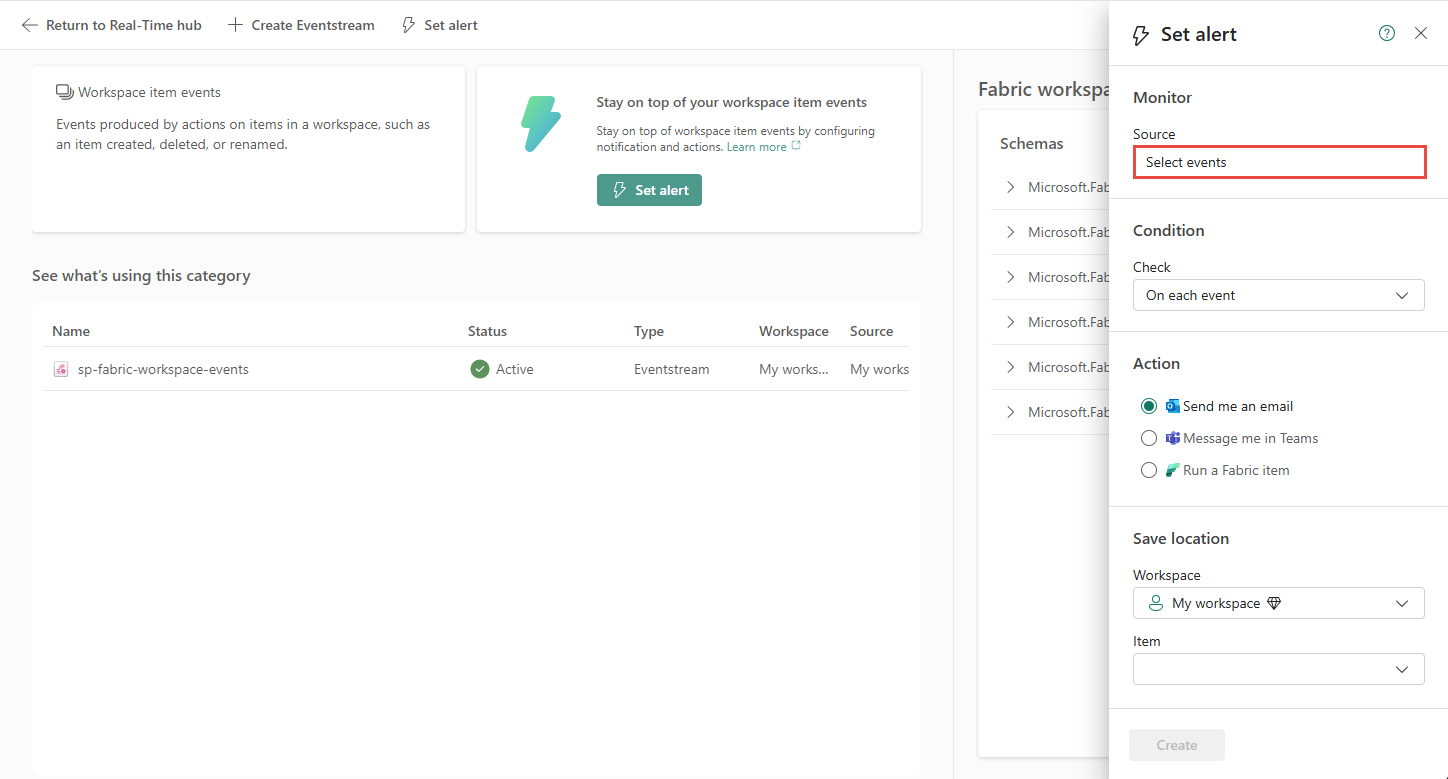 Return to Real-Time hub
Create Eventstream
Set alert
Workspace item events
Events produced by actions on items in a workspace, such as
an item created, deleted, or renamed.
Stay on top of your workspace item events
Stay on top of workspace item events by configuring
notification and actions. Learn more
Set alert
See what's using this category
Name Status Type Workspace Source
sp-fabric-workspace-events Active Eventstream My works... My works
Fabric workspa
Schemas
Microsoft.Fab
Microsoft.Fab
Microsoft.Fab
Microsoft.Fab
Microsoft.Fab
Microsoft.Fab
Set alert
Monitor
Source
Select events
Condition
Check
On each event
Action
Send me an email
Message me in Teams
Run a Fabric item
Save location
Workspace
My workspace
Item
Create